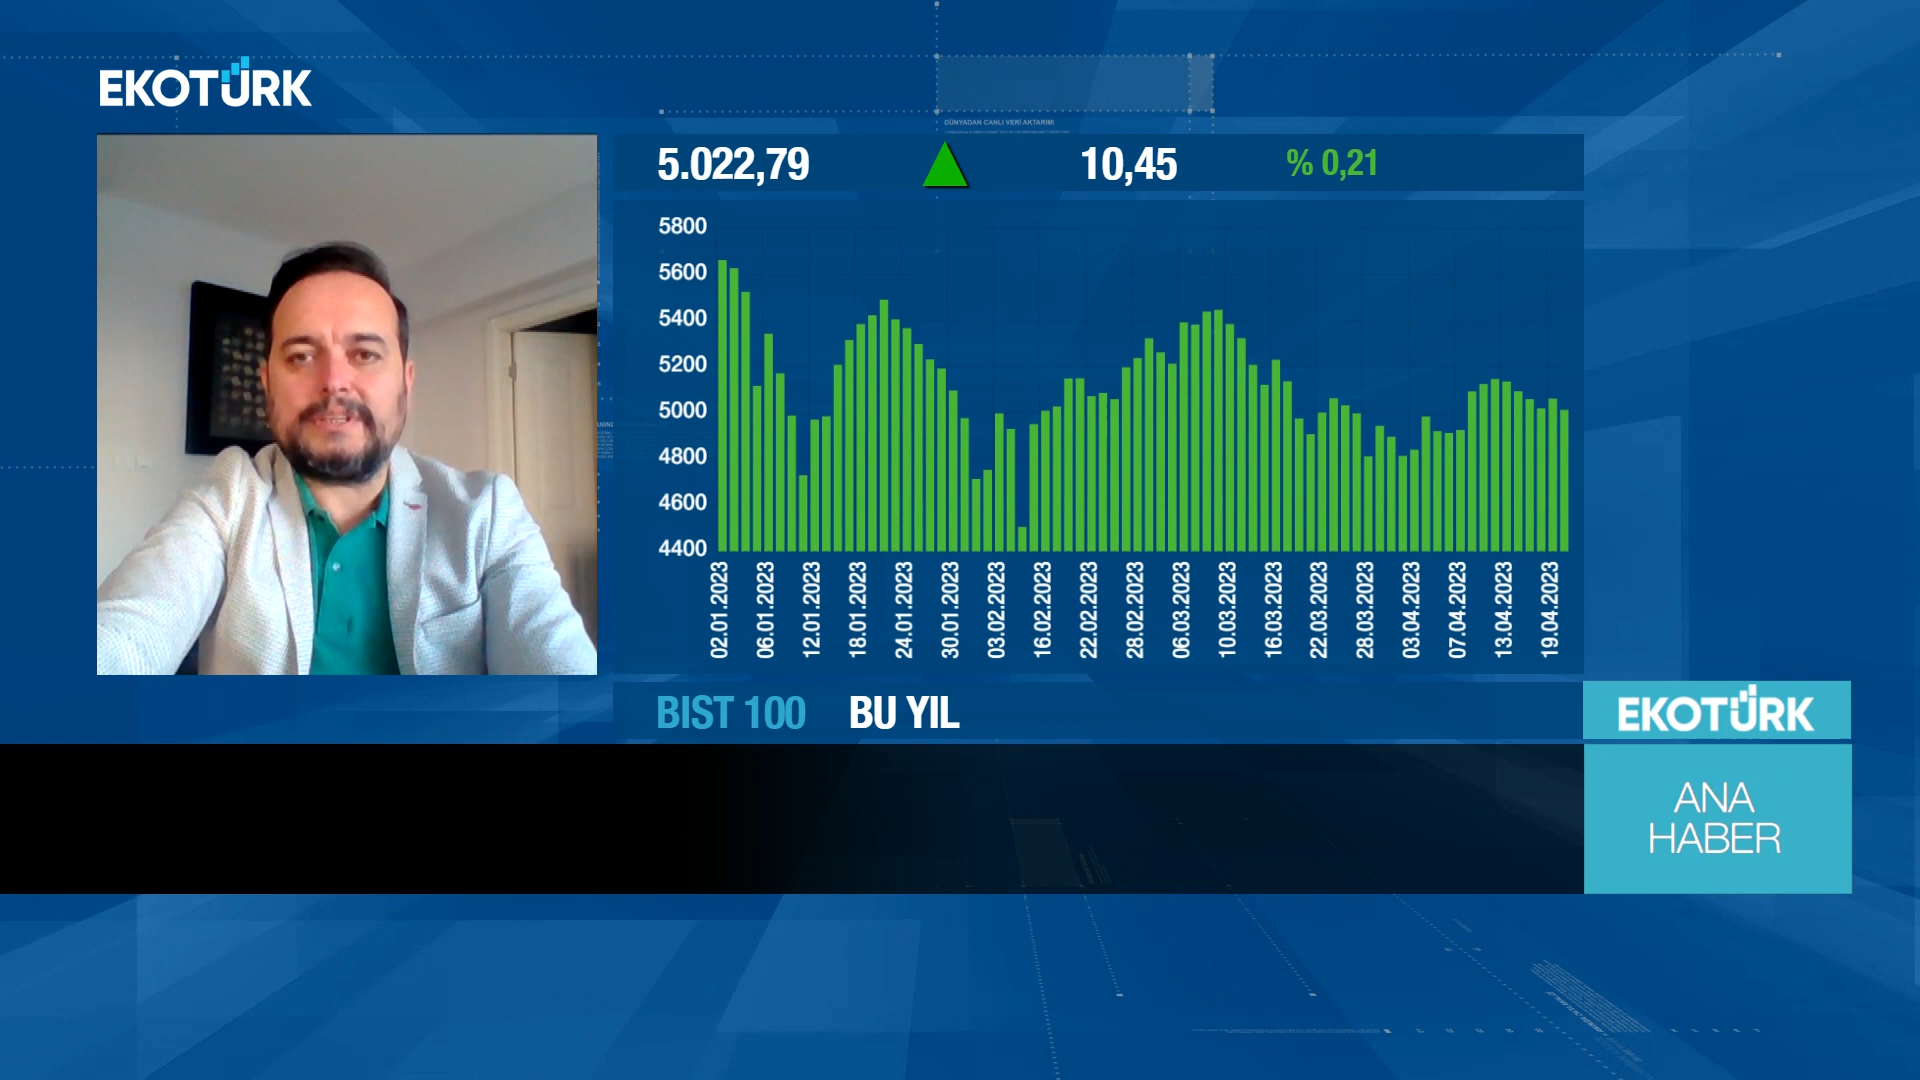 EKOTÜRK
DÜNYADAN CANLI VERİ AKTARIMI
5.022,79 10,45 % 0,21
5800
5600
5400
5200
5000
4800
4600
4400
02.01.2023 06.01.2023 12.01.2023 18.01.2023 24.01.2023 30.01.2023 03.02.2023 16.02.2023 22.02.2023 28.02.2023 06.03.2023 10.03.2023 16.03.2023 22.03.2023 28.03.2023 03.04.2023 07.04.2023 13.04.2023 19.04.2023
BIST 100 BU YIL
EKOTÜRK
ANA
HABER